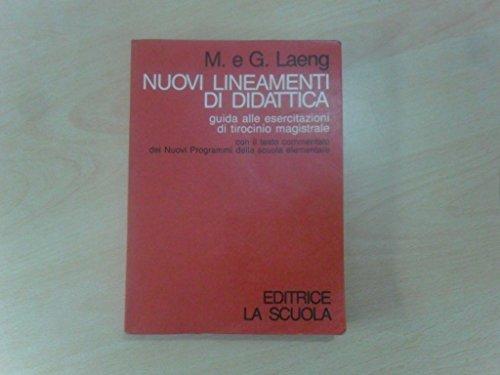 M. e G. Laeng
NUOVI LINEAMENTI
DI DIDATTICA
guida alle esercitazioni
di tirocinio magistrale
con il testo commentato
dei Nuovi Programmi della scuola elementare
EDITRICE
LA SCUOLA